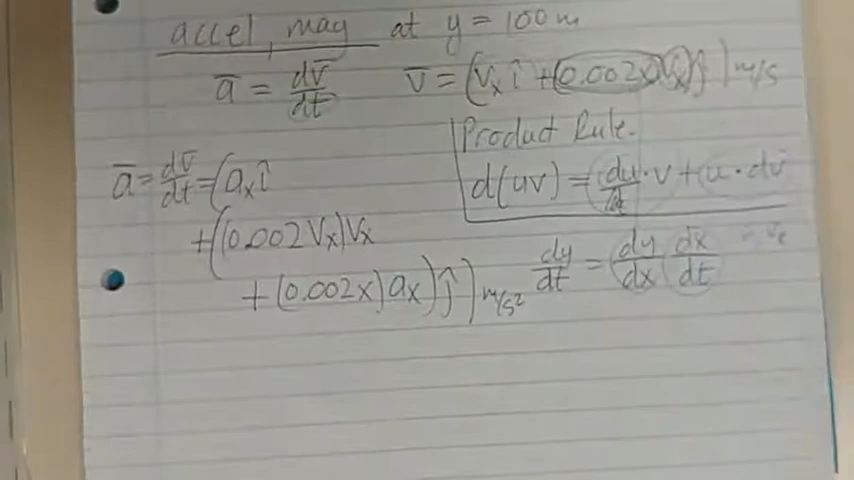 accel, mag at y = 100 m
a̅ = dv̅/dt v̅ = (vₓ î + (0.002x)vₓ) ĵ ] m/s
Product Rule.
d(uv) = du/dt · v + u · dv
a̅ = dv̅/dt = (aₓ î
+ ((0.002 Vₓ)Vₓ
+ (0.002x) aₓ) ĵ ] m/s²
dy/dt = dy/dx dx/dt